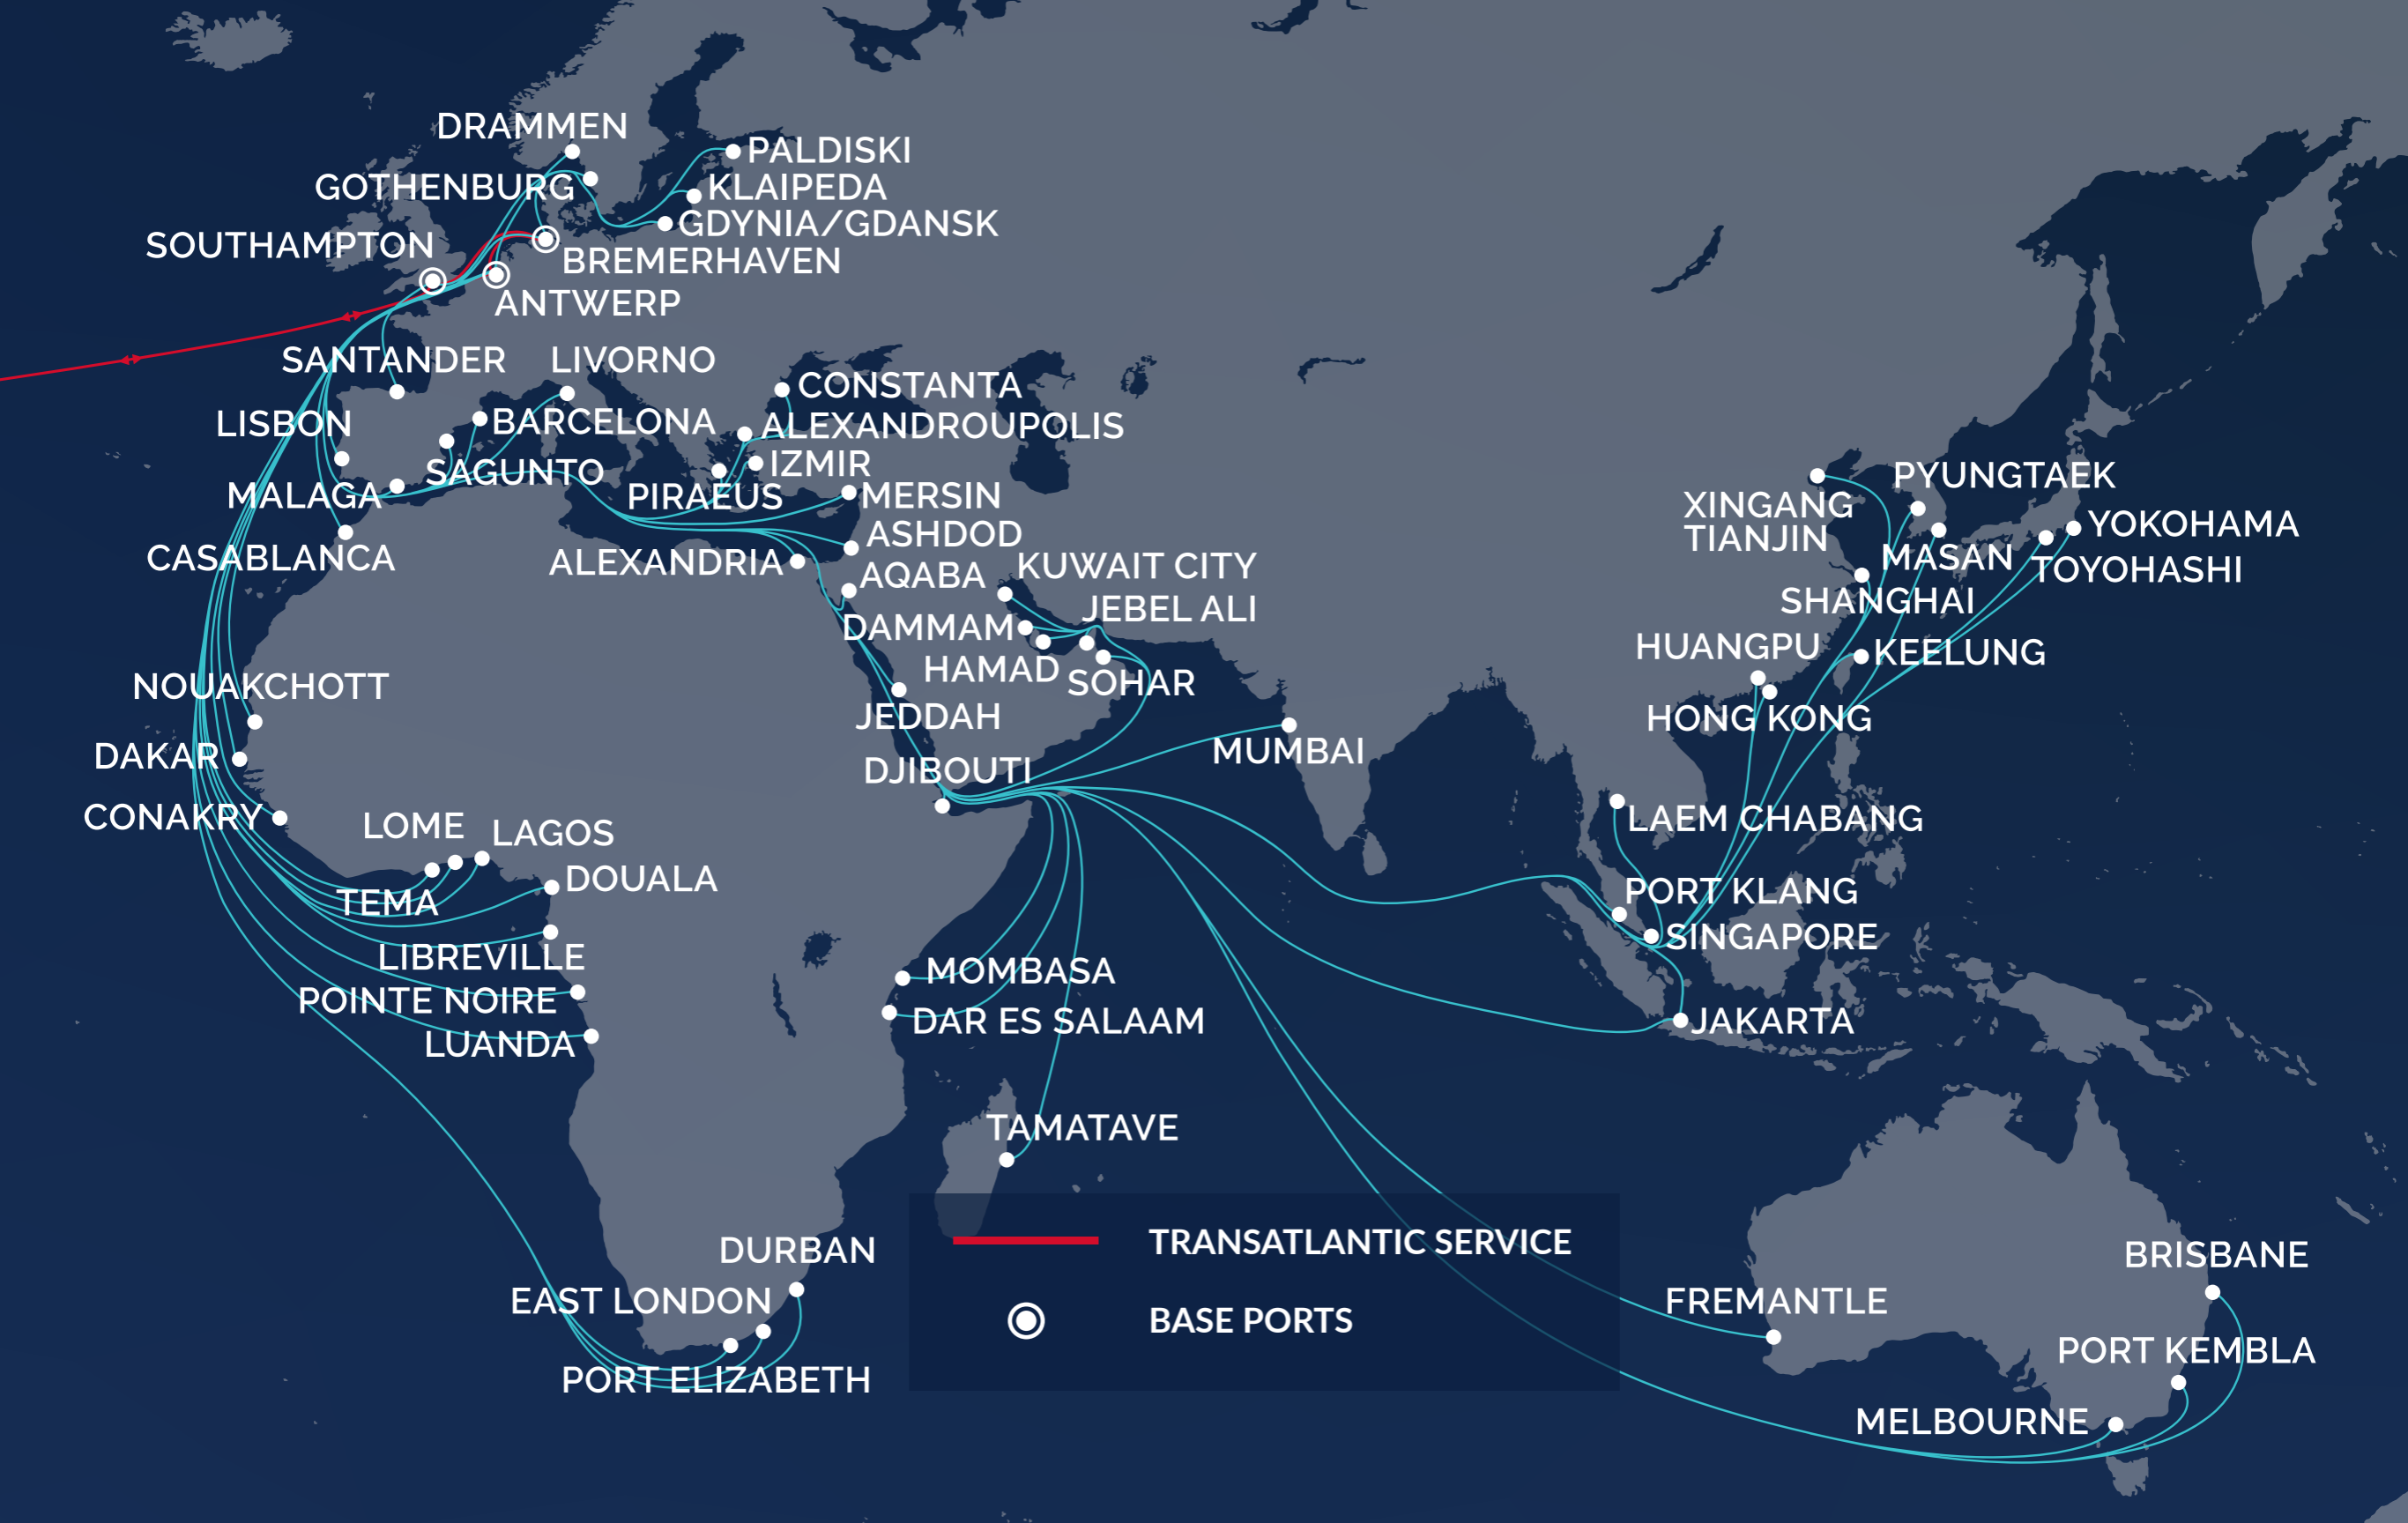 DRAMMEN
PALDISKI
GOTHENBURG
KLAIPEDA
GDYNIA/GDANSK
SOUTHAMPTON
BREMERHAVEN
ANTWERP
SANTANDER
LIVORNO
CONSTANTA
LISBON
BARCELONA
ALEXANDROUPOLIS
SAGUNTO
IZMIR
MALAGA
PIRAEUS
MERSIN
CASABLANCA
ALEXANDRIA
ASHDOD
AQABA
KUWAIT CITY
JEBEL ALI
DAMMAM
HAMAD
SOHAR
JEDDAH
DJIBOUTI
MUMBAI
XINGANG
TIANJIN
PYUNGTAEK
MASAN
YOKOHAMA
TOYOHASHI
SHANGHAI
HUANGPU
KEELUNG
HONG KONG
LAEM CHABANG
PORT KLANG
SINGAPORE
JAKARTA
NOUAKCHOTT
DAKAR
CONAKRY
LOME
LAGOS
TEMA
DOUALA
LIBREVILLE
POINTE NOIRE
LUANDA
MOMBASA
DAR ES SALAAM
TAMATAVE
DURBAN
EAST LONDON
PORT ELIZABETH
TRANSATLANTIC SERVICE
BASE PORTS
FREMANTLE
BRISBANE
PORT KEMBLA
MELBOURNE